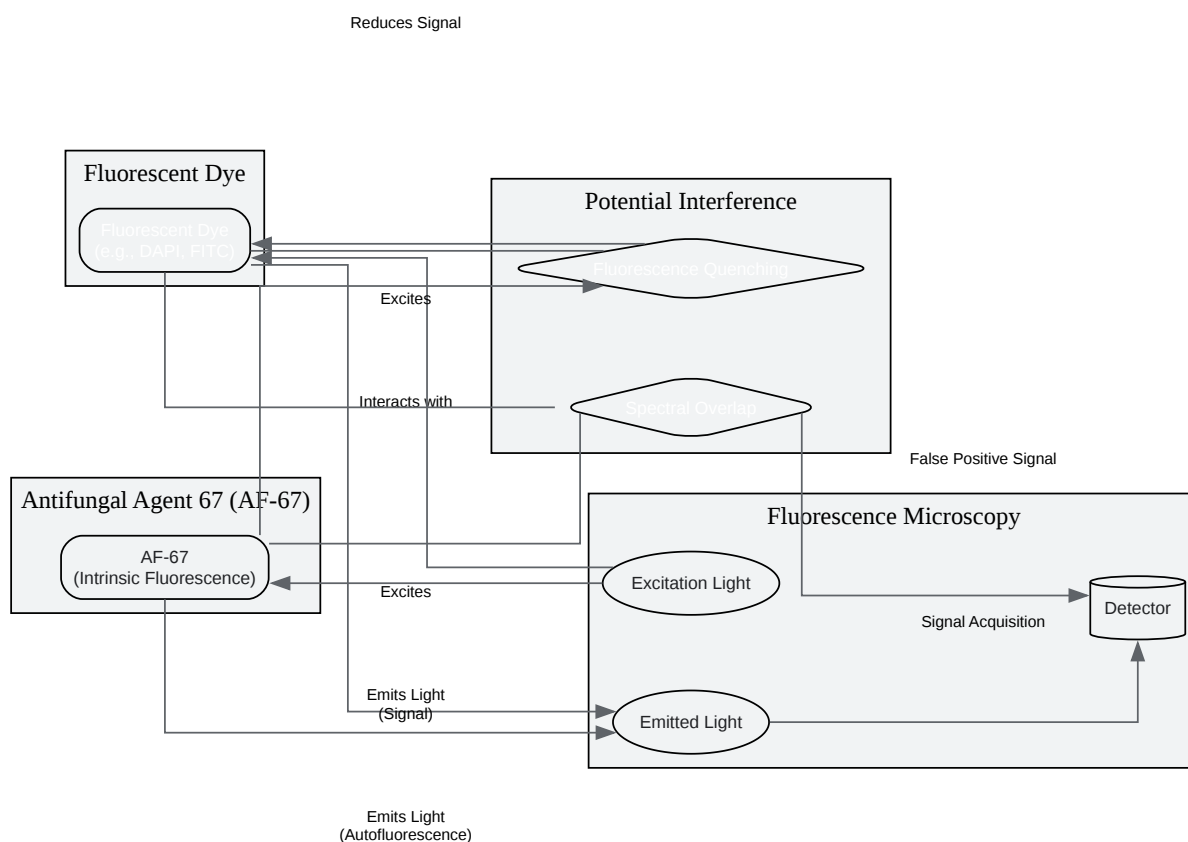 Reduces Signal
Fluorescent Dye
Fluorescent Dye
(e.g., DAPI, FITC)
Potential Interference
Fluorescence Quenching
Excites
Interacts with
Spectral Overlap
False Positive Signal
Antifungal Agent 67 (AF-67)
AF-67
(Intrinsic Fluorescence)
Fluorescence Microscopy
Excitation Light
Excites
Detector
Signal Acquisition
Emits Light
(Signal)
Emitted Light
Emits Light
(Autofluorescence)